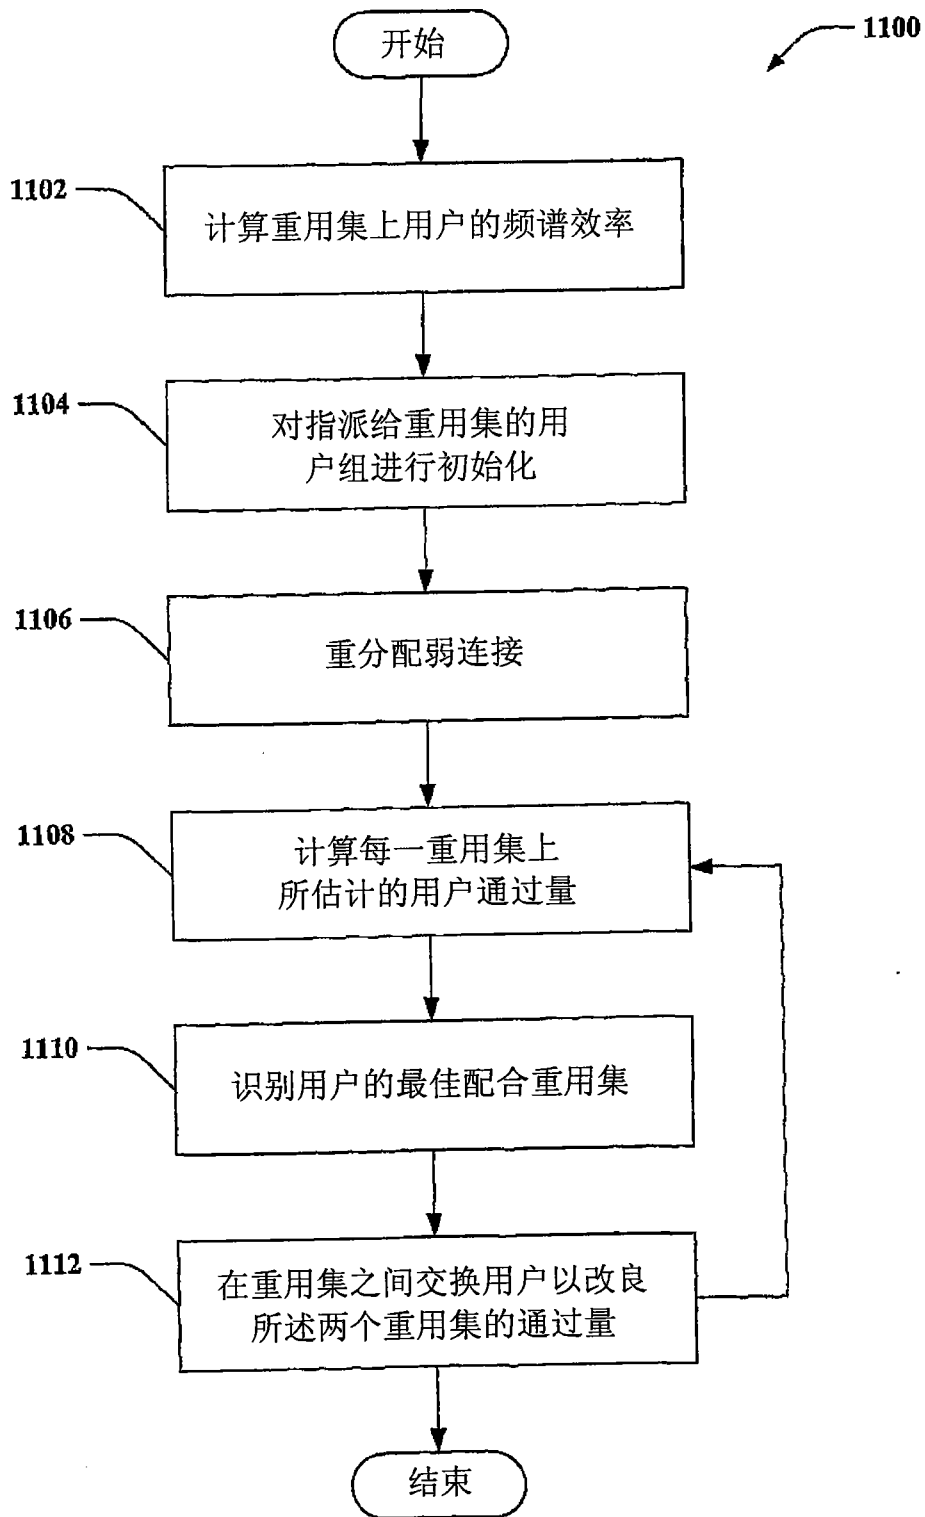 开始
1100
1102
计算重用集上用户的频谱效率
1104
对指派给重用集的用
户组进行初始化
1106
重分配弱连接
1108
计算每一重用集上
所估计的用户通过量
1110
识别用户的最佳配合重用集
1112
在重用集之间交换用户以改良
所述两个重用集的通过量
结束